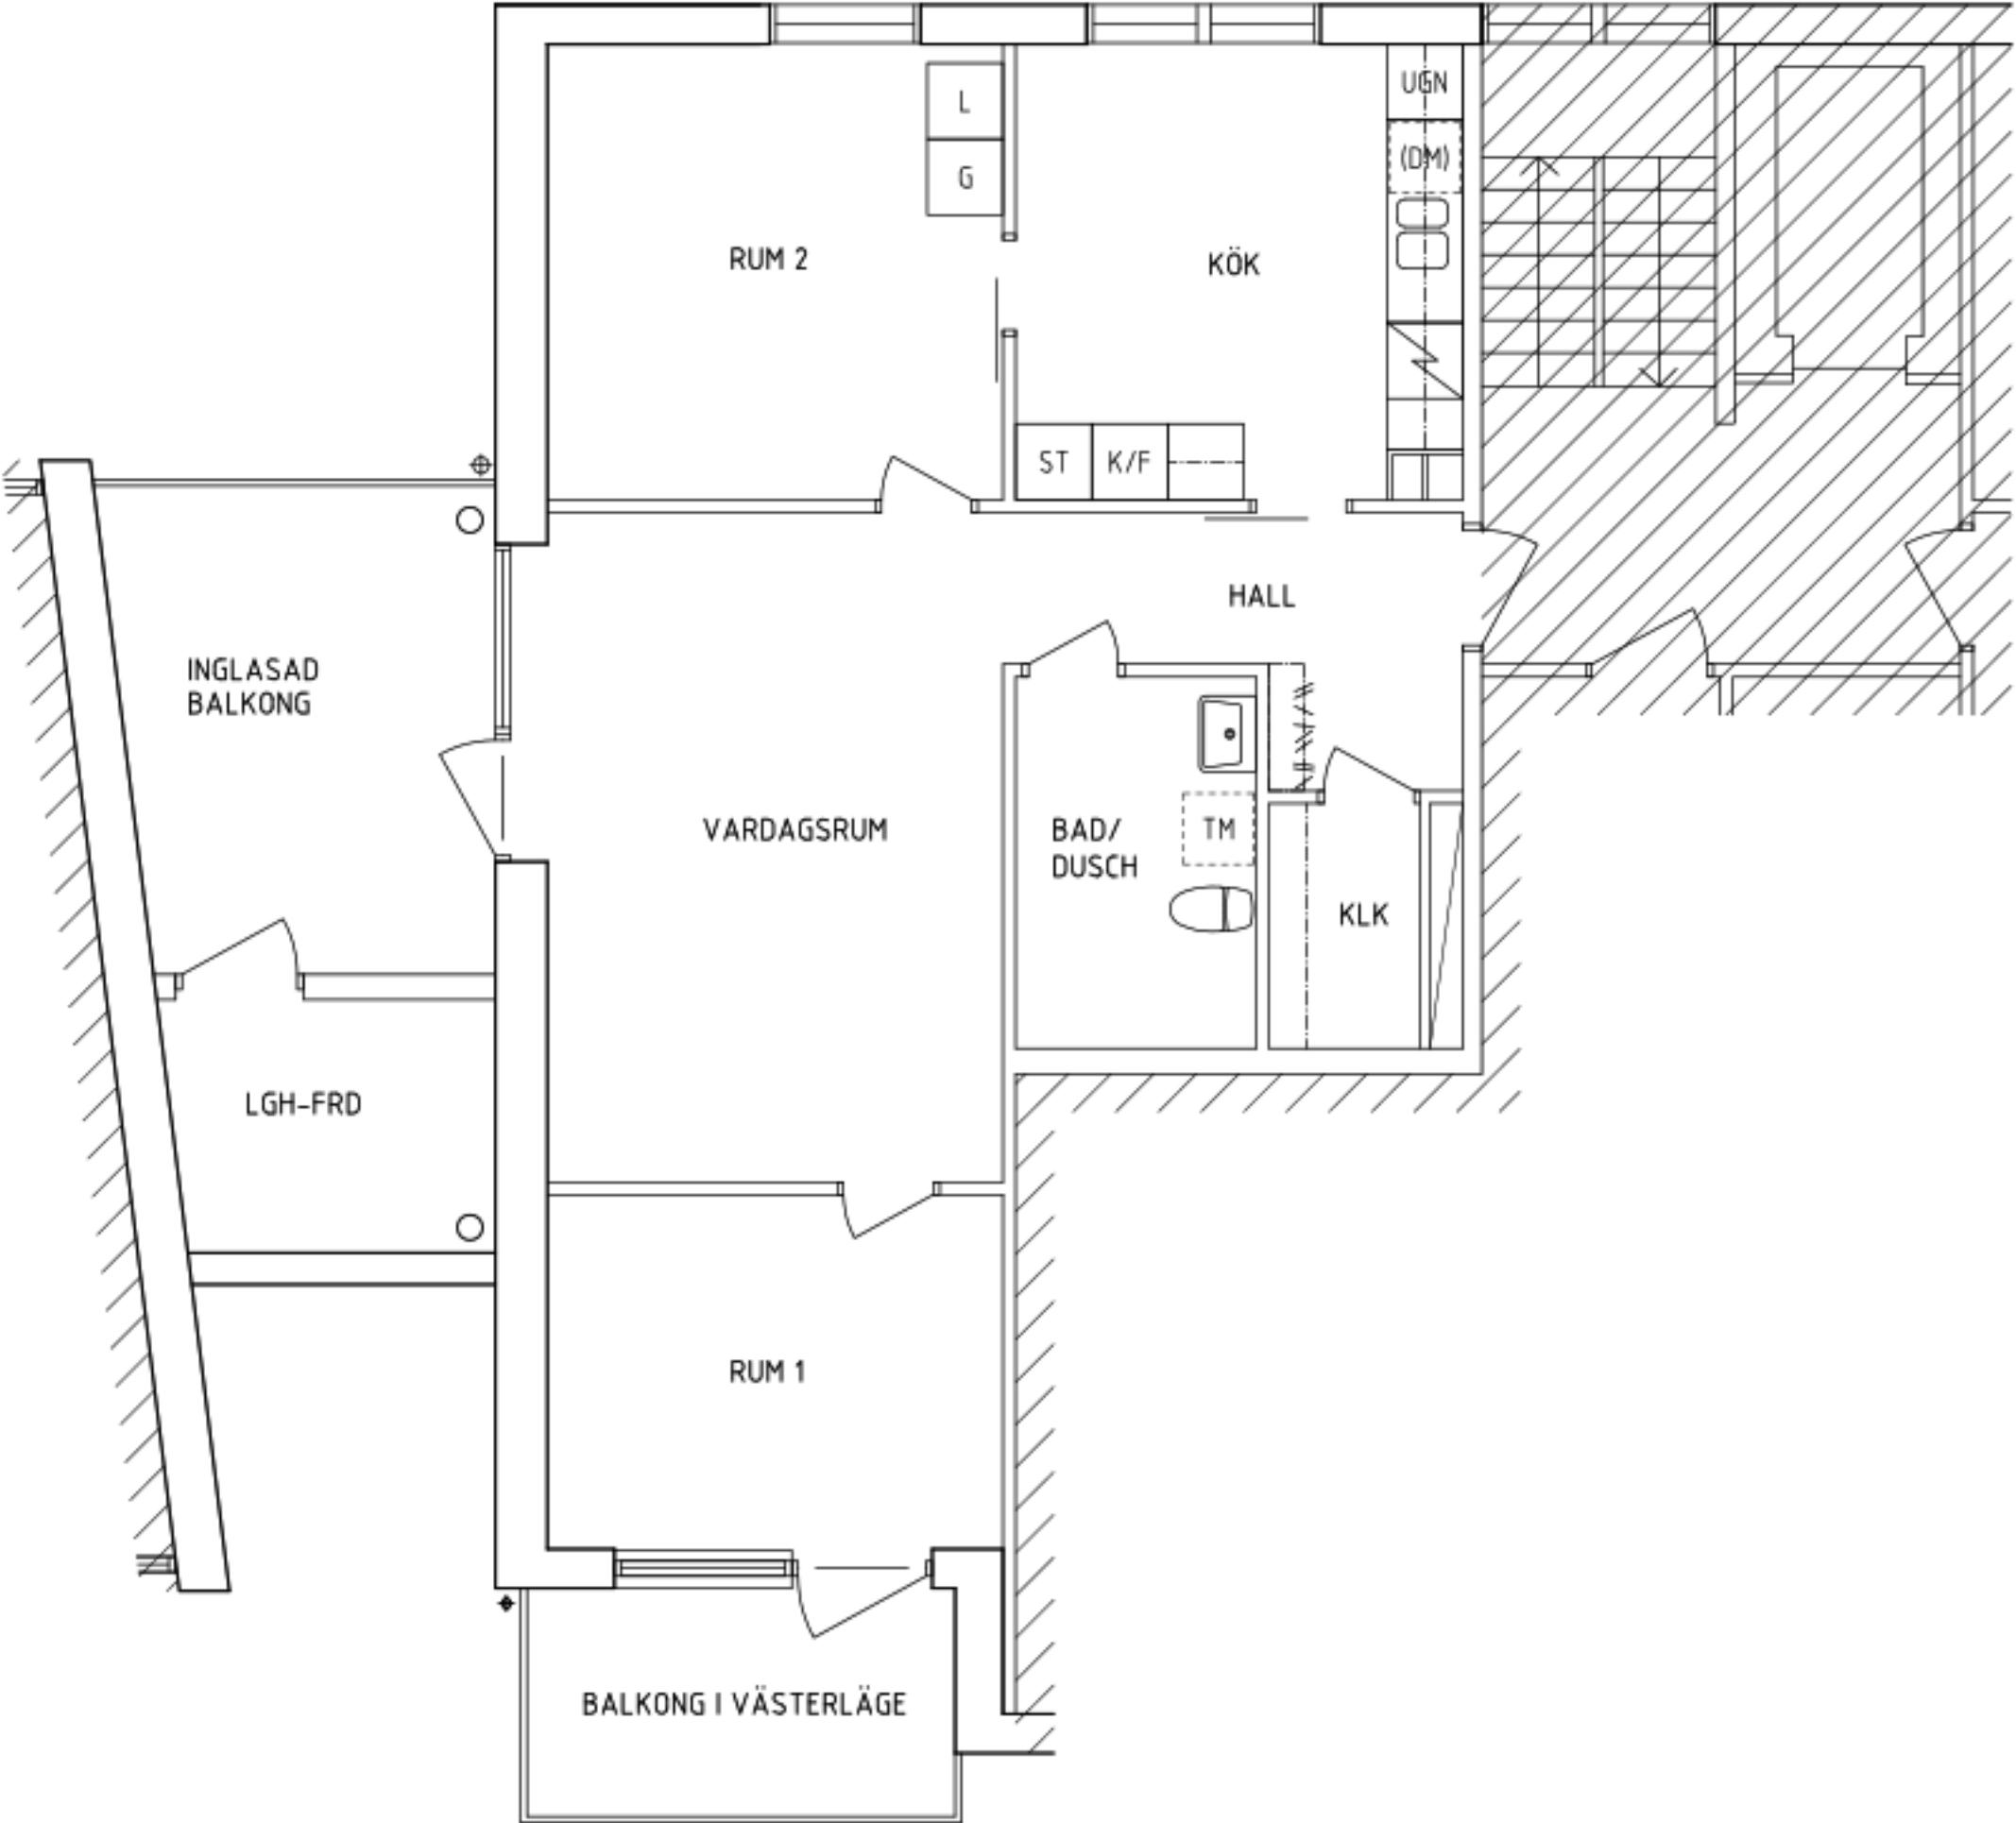 UGN
L
(DM)
G
RUM 2
KÖK
ST
K/F
HALL
INGLASAD
BALKONG
VARDAGSRUM
BAD/
DUSCH
TM
KLK
LGH-FRD
RUM 1
BALKONG I VÄSTERLÄGE